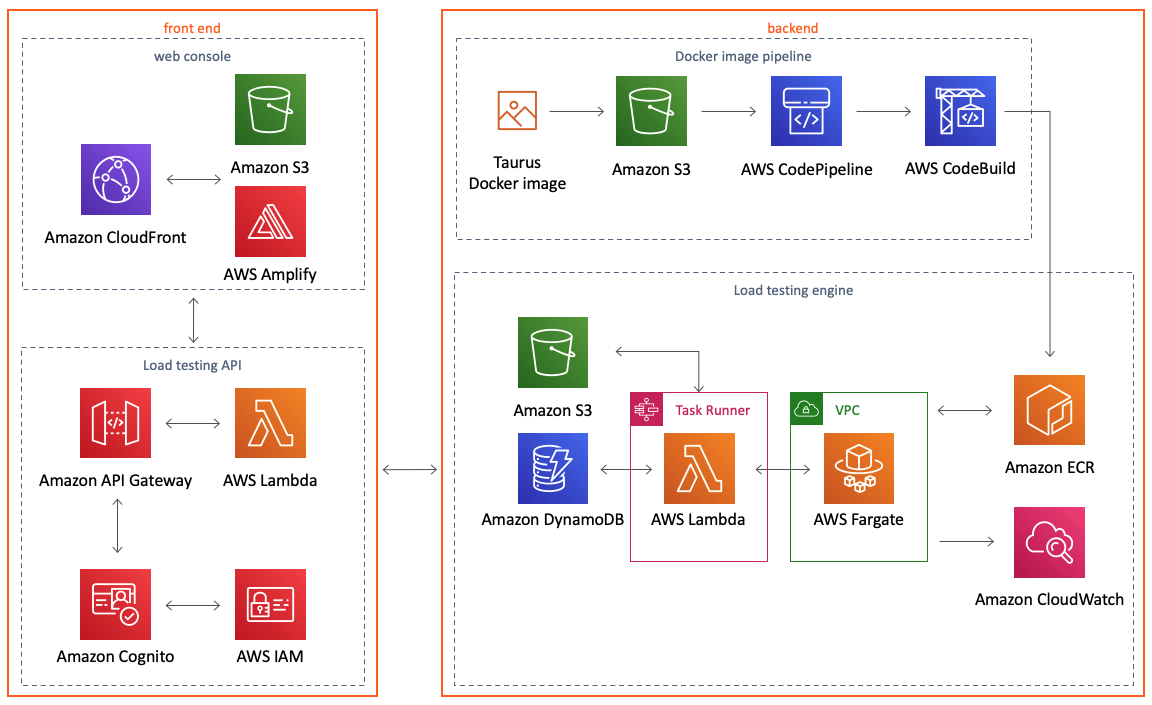 front end
web console
Amazon S3
Amazon CloudFront
AWS Amplify
Load testing API
Amazon API Gateway
AWS Lambda
Amazon Cognito
AWS IAM
backend
Docker image pipeline
Taurus
Docker image
Amazon S3
AWS CodePipeline
AWS CodeBuild
Load testing engine
Amazon S3
Task Runner
VPC
Amazon DynamoDB
AWS Lambda
AWS Fargate
Amazon ECR
Amazon CloudWatch